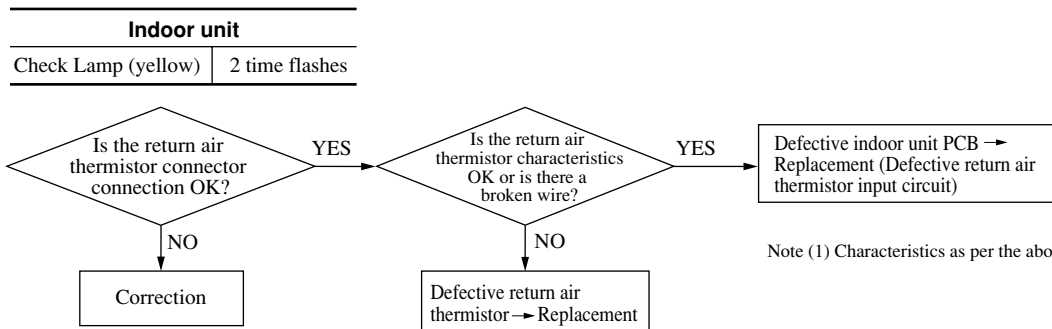 Indoor unit
Check Lamp (yellow) 2 time flashes
Is the return air
thermistor connector
connection OK?
YES
Is the return air
thermistor characteristics
OK or is there a
broken wire?
YES
Defective indoor unit PCB →
Replacement (Defective return air
thermistor input circuit)
NO
Correction
NO
Defective return air
thermistor → Replacement
Note (1) Characteristics as per the abo